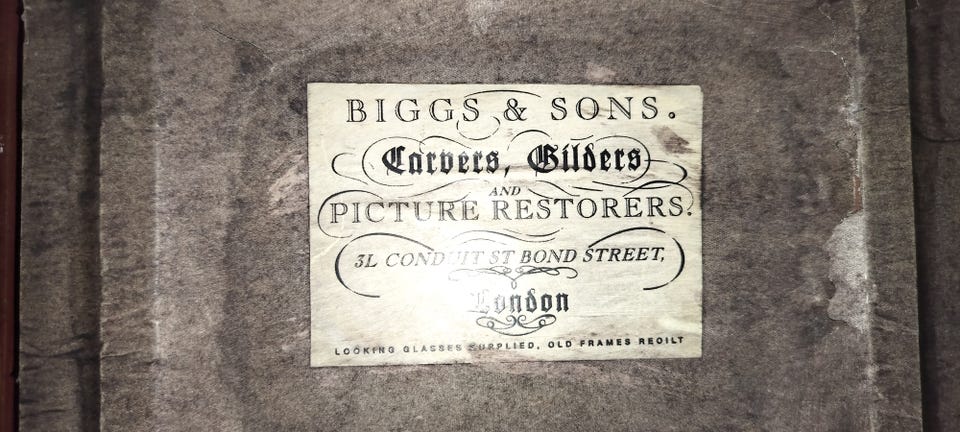 BIGGS & SONS.
Carvers, Gilders
AND
PICTURE RESTORERS.
3L CONDUIT ST BOND STREET,
London
LOOKING GLASSES SUPPLIED, OLD FRAMES REGILT